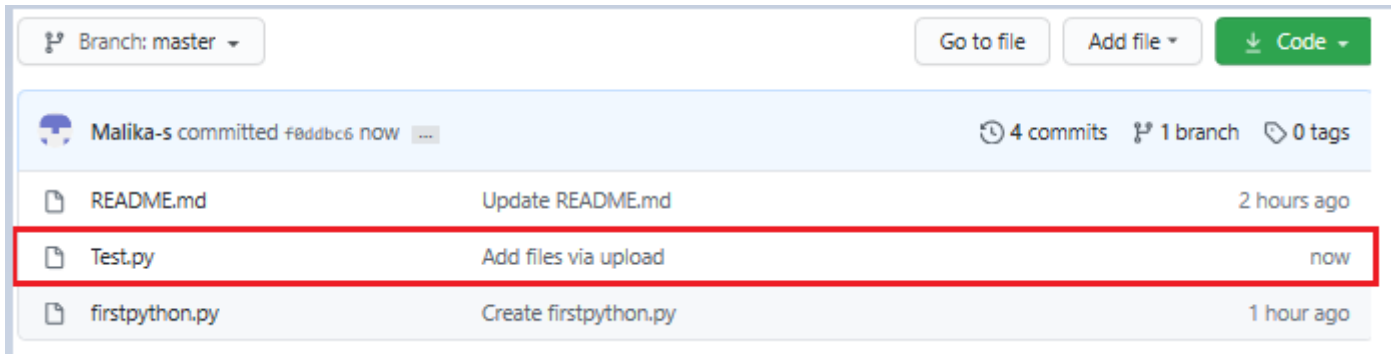 Branch: master Go to file Add file Code
Malika-s committed f0ddbc6 now ... 4 commits 1 branch 0 tags
README.md Update README.md 2 hours ago
Test.py Add files via upload now
firstpython.py Create firstpython.py 1 hour ago